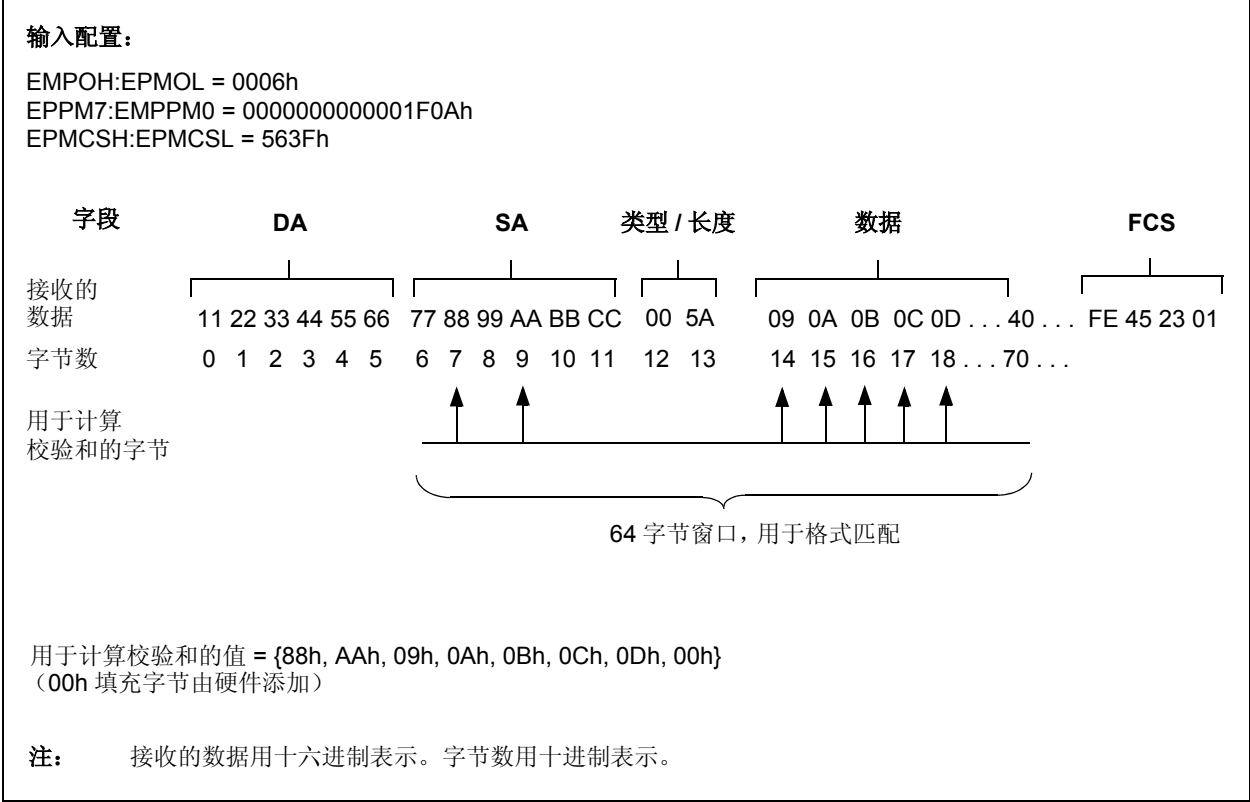 输入配置：
EMPOH:EPMOL = 0006h
EPPM7:EMPPM0 = 0000000000001F0Ah
EPMCSH:EPMCSL = 563Fh
字段 DA SA 类型 / 长度 数据 FCS
接收的
数据 11 22 33 44 55 66 77 88 99 AA BB CC 00 5A 09 0A 0B 0C 0D . . . 40 . . . FE 45 23 01
字节数 0 1 2 3 4 5 6 7 8 9 10 11 12 13 14 15 16 17 18 . . . 70 . . .
用于计算
校验和的字节
64 字节窗口，用于格式匹配
用于计算校验和的值 = {88h, AAh, 09h, 0Ah, 0Bh, 0Ch, 0Dh, 00h}
（00h 填充字节由硬件添加）
注： 接收的数据用十六进制表示。字节数用十进制表示。